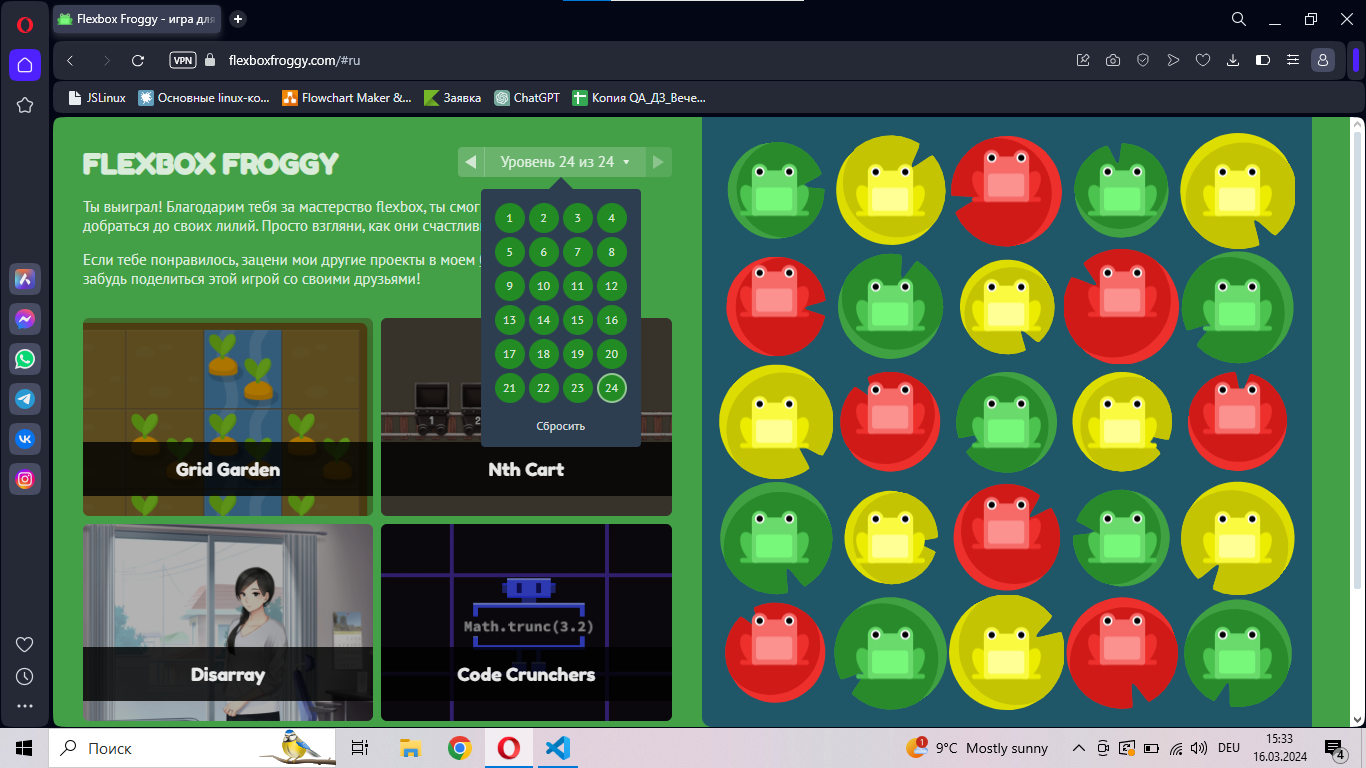 Flexbox Froggy - игра для
VPN
flexboxfroggy.com/#ru
JSLinux
Основные linux-ко...
Flowchart Maker &...
Заявка
ChatGPT
Копия QA_ДЗ_Вече...
FLEXBOX FROGGY
Уровень 24 из 24
Ты выиграл! Благодарим тебя за мастерство flexbox, ты смог
добраться до своих лилий. Просто взгляни, как они счастлив
Если тебе понравилось, зацени мои другие проекты в моем
забудь поделиться этой игрой со своими друзьями!
1 2 3 4
5 6 7 8
9 10 11 12
13 14 15 16
17 18 19 20
21 22 23 24
Сбросить
1 2
Grid Garden
Nth Cart
Math.trunc(3.2)
Disarray
Code Crunchers
Поиск
1
9°C Mostly sunny
DEU
15:33
16.03.2024
4